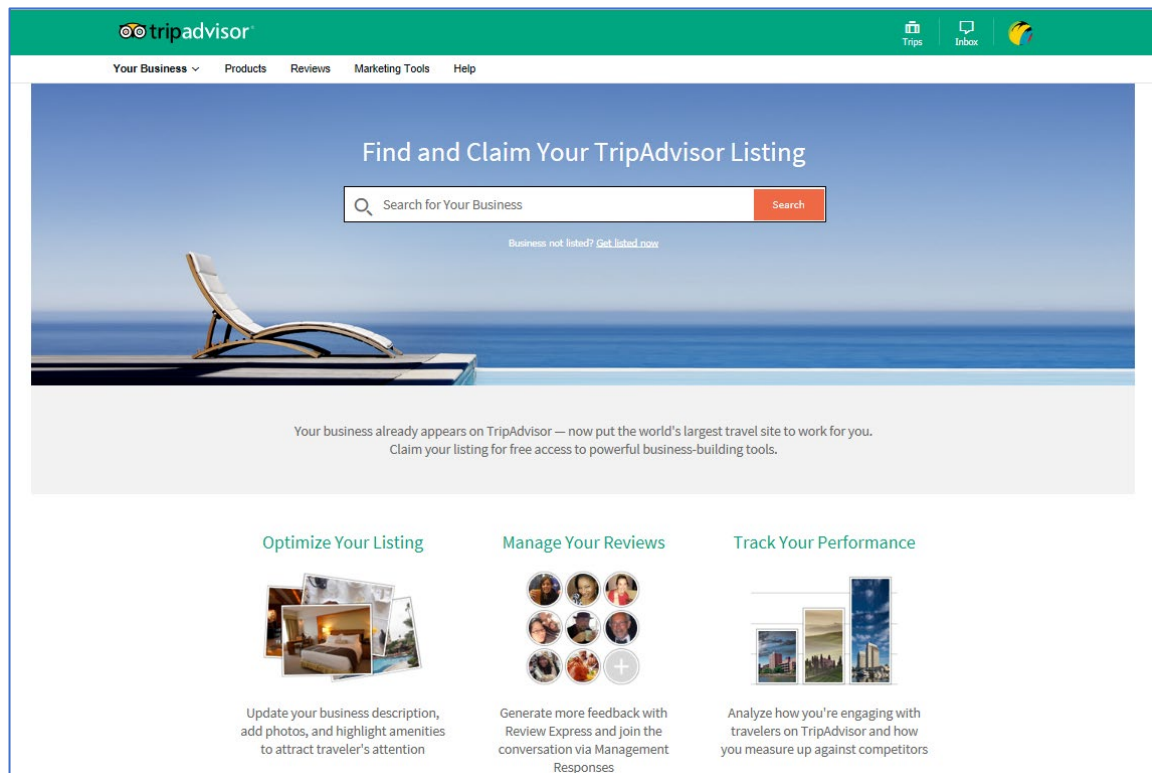 tripadvisor®
Trips
Inbox
Your Business
Products
Reviews
Marketing Tools
Help
Find and Claim Your TripAdvisor Listing
Search for Your Business
Search
Business not listed? Get listed now
Your business already appears on TripAdvisor — now put the world's largest travel site to work for you.
Claim your listing for free access to powerful business-building tools.
Optimize Your Listing
Update your business description,
add photos, and highlight amenities
to attract traveler's attention
Manage Your Reviews
Generate more feedback with
Review Express and join the
conversation via Management
Responses
Track Your Performance
Analyze how you're engaging with
travelers on TripAdvisor and how
you measure up against competitors